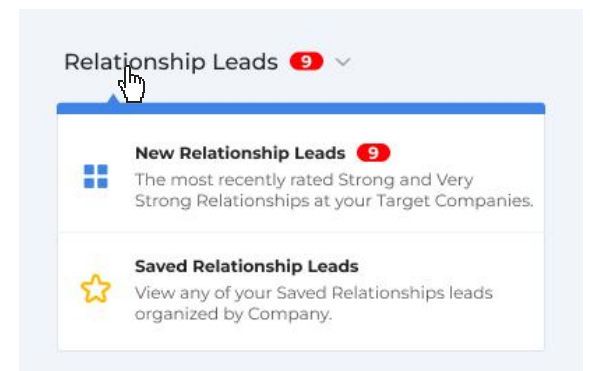 Relationship Leads 9
New Relationship Leads 9
The most recently rated Strong and Very
Strong Relationships at your Target Companies.
Saved Relationship Leads
View any of your Saved Relationships leads
organized by Company.